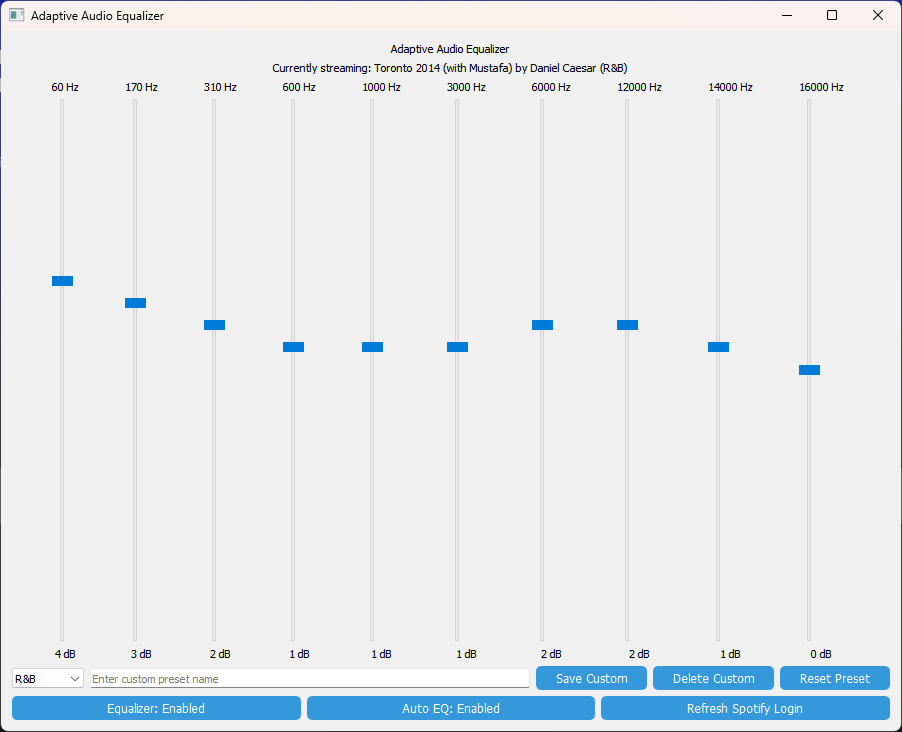 Adaptive Audio Equalizer
Adaptive Audio Equalizer
Currently streaming: Toronto 2014 (with Mustafa) by Daniel Caesar (R&B)
60 Hz 170 Hz 310 Hz 600 Hz 1000 Hz 3000 Hz 6000 Hz 12000 Hz 14000 Hz 16000 Hz
4 dB 3 dB 2 dB 1 dB 1 dB 1 dB 2 dB 2 dB 1 dB 0 dB
R&B Enter custom preset name Save Custom Delete Custom Reset Preset
Equalizer: Enabled Auto EQ: Enabled Refresh Spotify Login